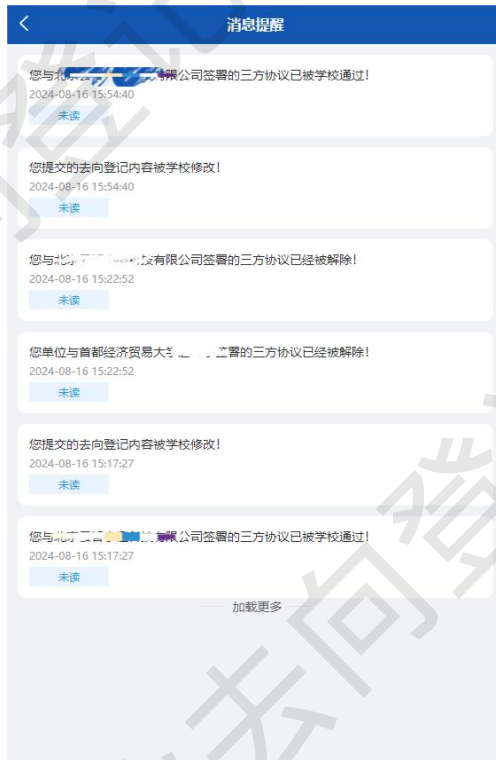 消息提醒
您与北京 有限公司签署的三方协议已被学校通过!
2024-08-16 15:54:40
未读
您提交的去向登记内容被学校修改!
2024-08-16 15:54:40
未读
您与北京 科技有限公司签署的三方协议已经被解除!
2024-08-16 15:22:52
未读
您单位与首都经济贸易大学 签署的三方协议已经被解除!
2024-08-16 15:22:52
未读
您提交的去向登记内容被学校修改!
2024-08-16 15:17:27
未读
您与北京 有限公司签署的三方协议已被学校通过!
2024-08-16 15:17:27
未读
加载更多
去向登